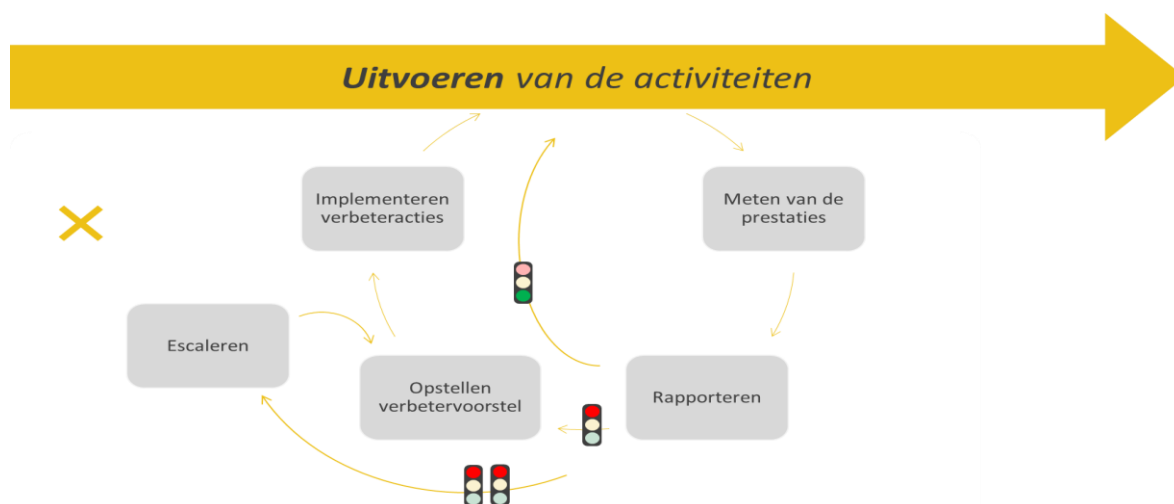 Uitvoeren van de activiteiten
Implementeren
verbeteracties
Meten van de
prestaties
Escaleren
Opstellen
verbetervoorstel
Rapporteren